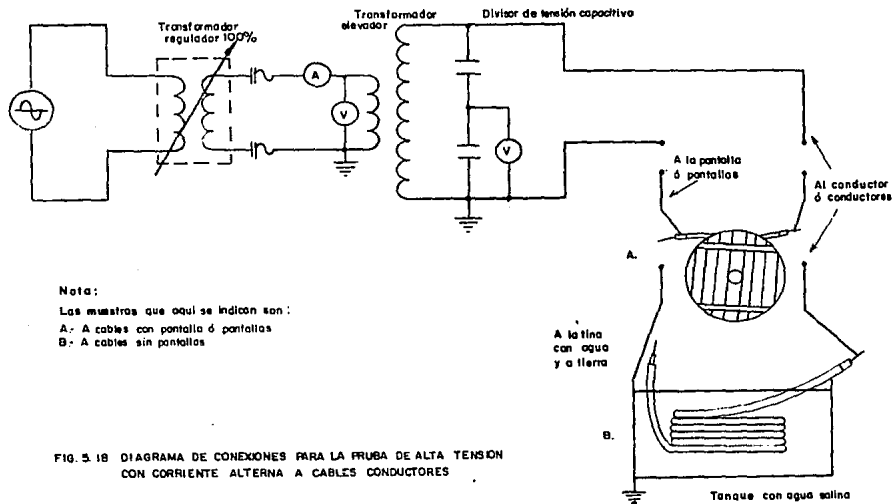 Transformador
regulador 100%
Transformador
elevador
Divisor de tensión capacitiva
A
V
V
A la pantalla
ó pantallas
Al conductor
ó conductores
A.
Nota:
Las muestras que aqui se indican son:
A.- A cables con pantalla ó pantallas
B.- A cables sin pantallas
A la tina
con agua
y a tierra
B.
FIG. 5.18 DIAGRAMA DE CONEXIONES PARA LA PRUBA DE ALTA TENSION
CON CORRIENTE ALTERNA A CABLES CONDUCTORES
Tanque con agua salina